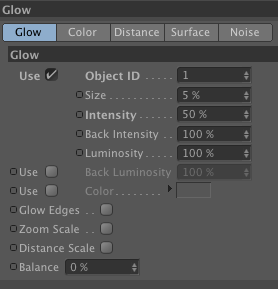 Glow
Glow Color Distance Surface Noise
Glow
Use Object ID ..... 1
Size ......... 5 %
Intensity ..... 50 %
Back Intensity .. 100 %
Luminosity .... 100 %
Use Back Luminosity 100 %
Use Color ........
Glow Edges ..
Zoom Scale ..
Distance Scale
Balance 0 %